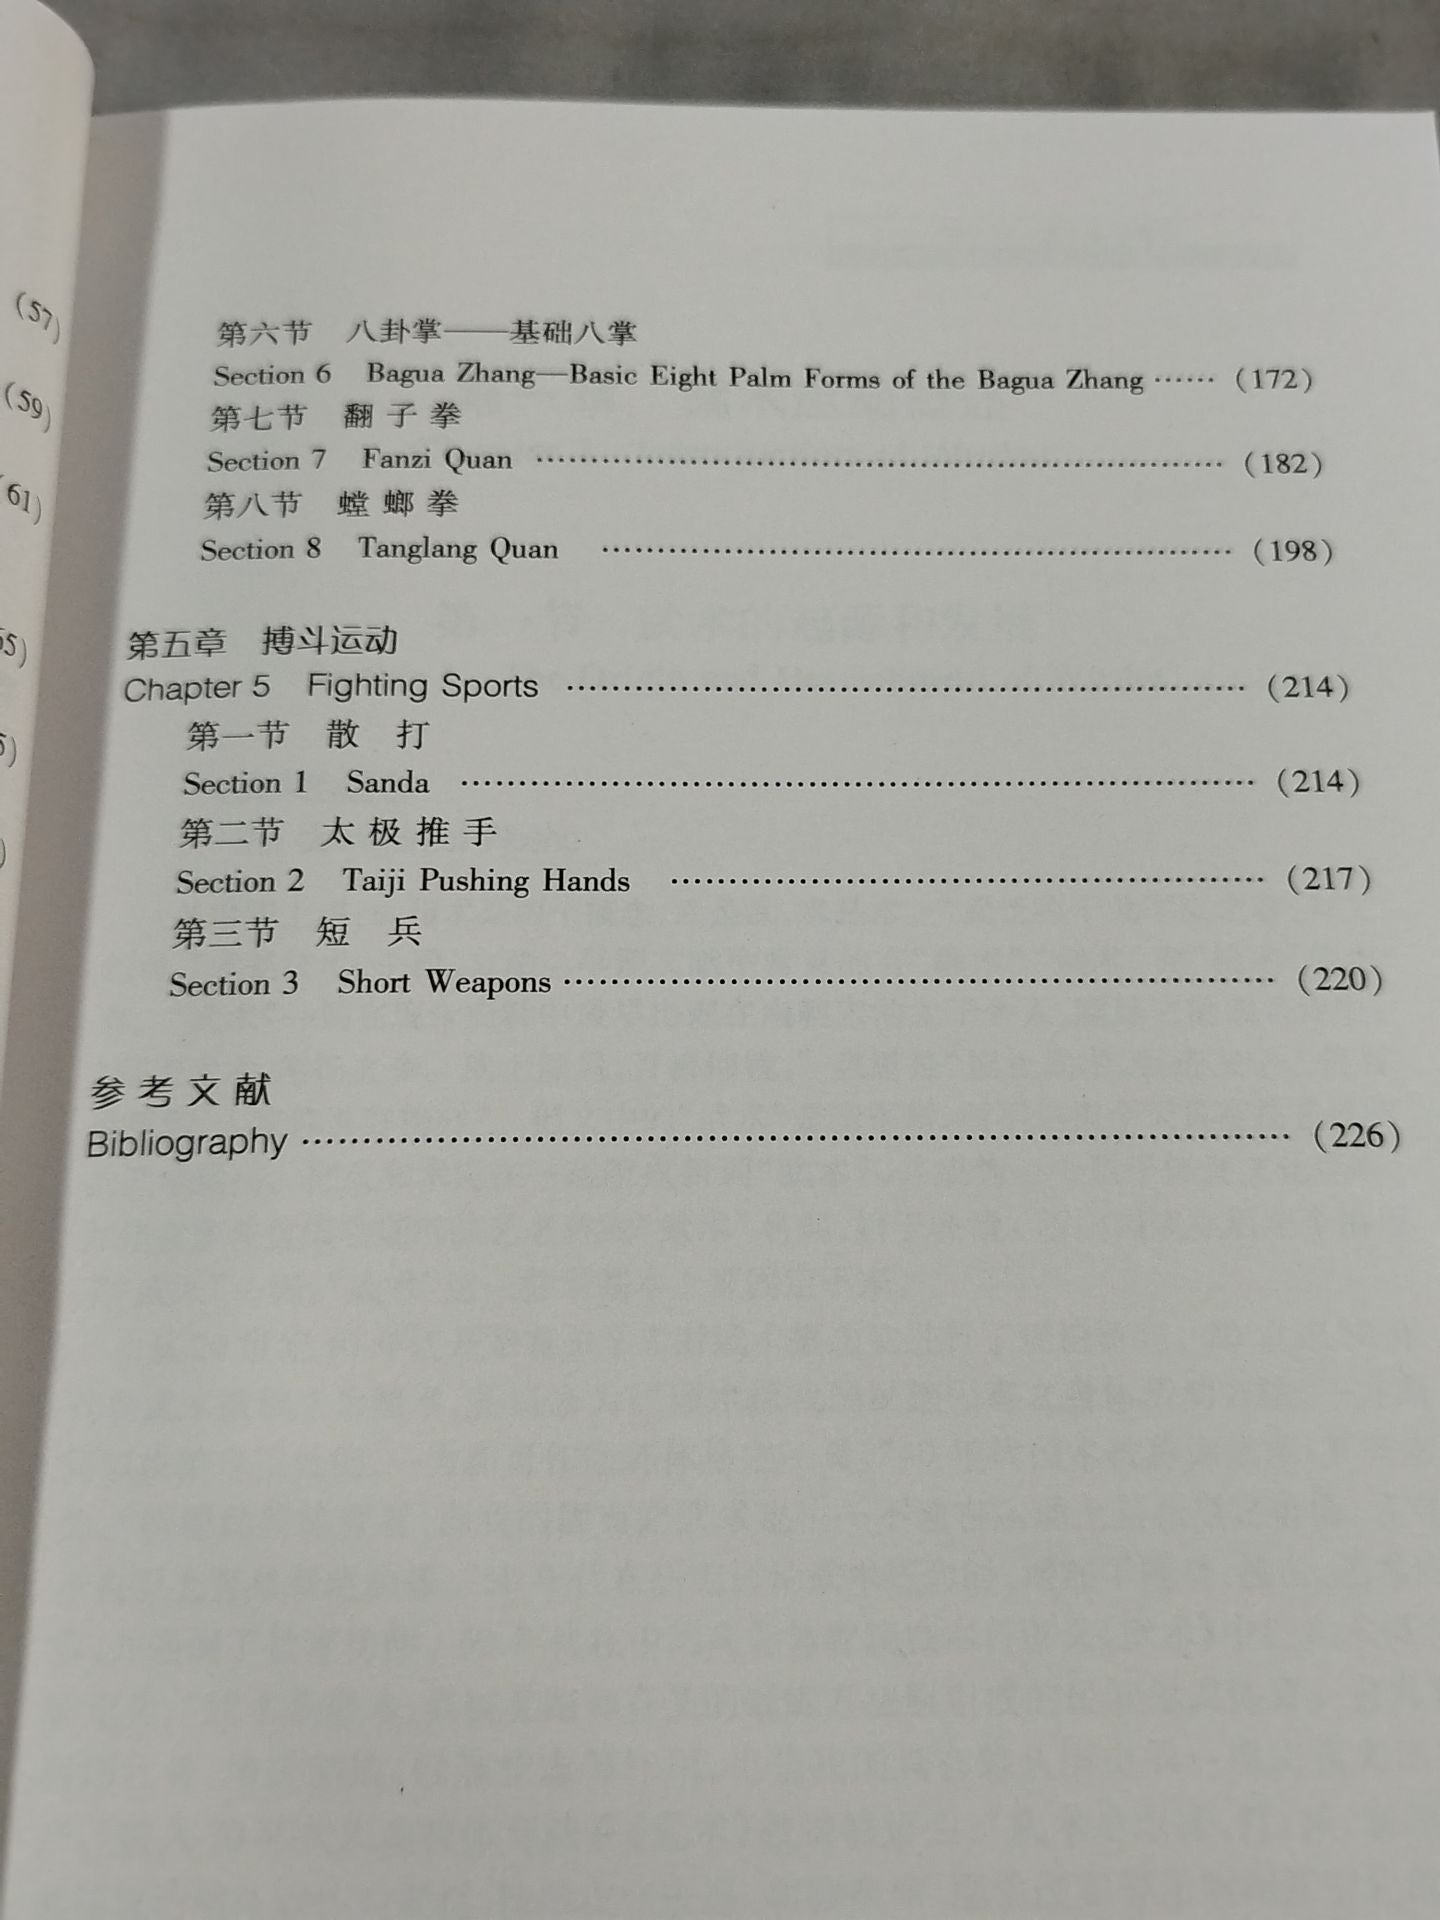 (57)
(59)
61)
5)
5)
)
第六节 八卦掌——基础八掌
Section 6 Bagua Zhang—Basic Eight Palm Forms of the Bagua Zhang ······ (172)
第七节 翻子拳
Section 7 Fanzi Quan ······ (182)
第八节 螳螂拳
Section 8 Tanglang Quan ······ (198)
第五章 搏斗运动
Chapter 5 Fighting Sports ······ (214)
第一节 散 打
Section 1 Sanda ······ (214)
第二节 太极推手
Section 2 Taiji Pushing Hands ······ (217)
第三节 短 兵
Section 3 Short Weapons ······ (220)
参考文献
Bibliography ······ (226)